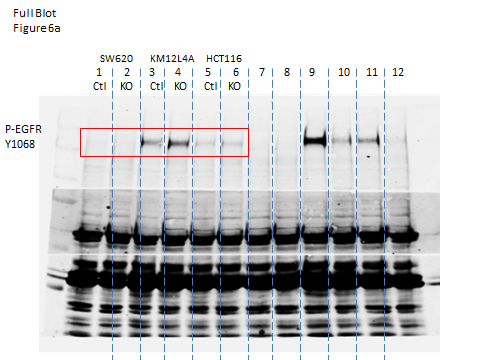 Full Blot
Figure6a
SW620 KM12L4A HCT116
1 2 3 4 5 6 7 8 9 10 11 12
Ctl KO Ctl KO Ctl KO
P-EGFR
Y1068